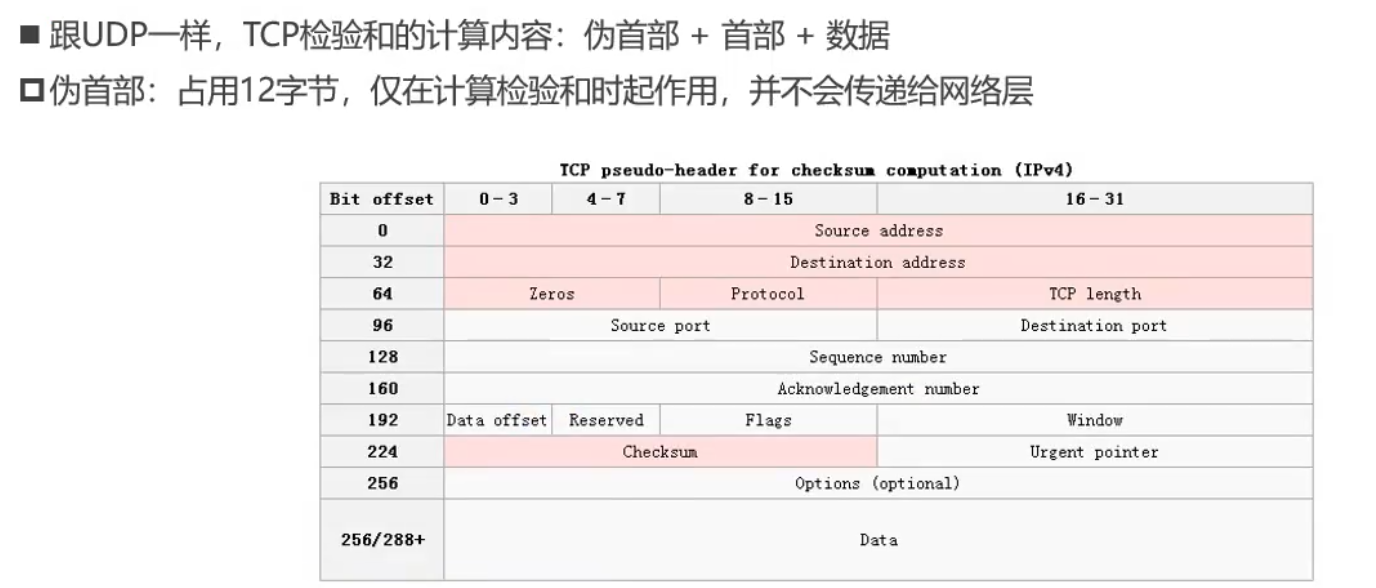 ■ 跟UDP一样，TCP检验和的计算内容：伪首部 + 首部 + 数据
伪首部：占用12字节，仅在计算检验和时起作用，并不会传递给网络层
TCP pseudo-header for checksum computation (IPv4)
Bit offset 0-3 4-7 8-15 16-31
0 Source address
32 Destination address
64 Zeros Protocol TCP length
96 Source port Destination port
128 Sequence number
160 Acknowledgement number
192 Data offset Reserved Flags Window
224 Checksum Urgent pointer
256 Options (optional)
256/288+ Data